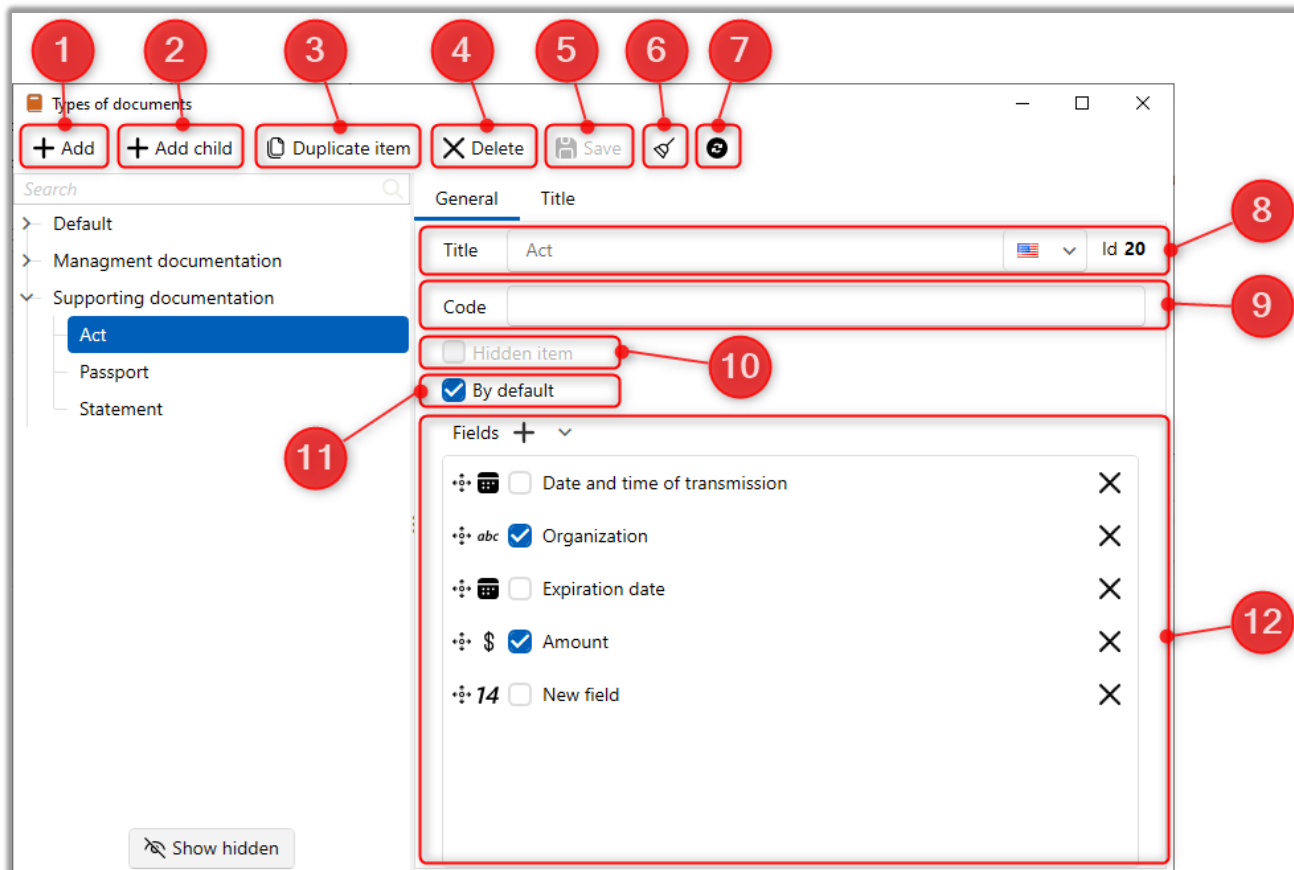 1 2 3 4 5 6 7
Types of documents
Add Add child Duplicate item Delete Save
Search
General Title
Default
Managment documentation
Supporting documentation
Act
Passport
Statement
Show hidden
Title Act Id 20
8
Code
9
Hidden item
10
By default
11
Fields
Date and time of transmission
abc Organization
Expiration date
$ Amount
14 New field
12